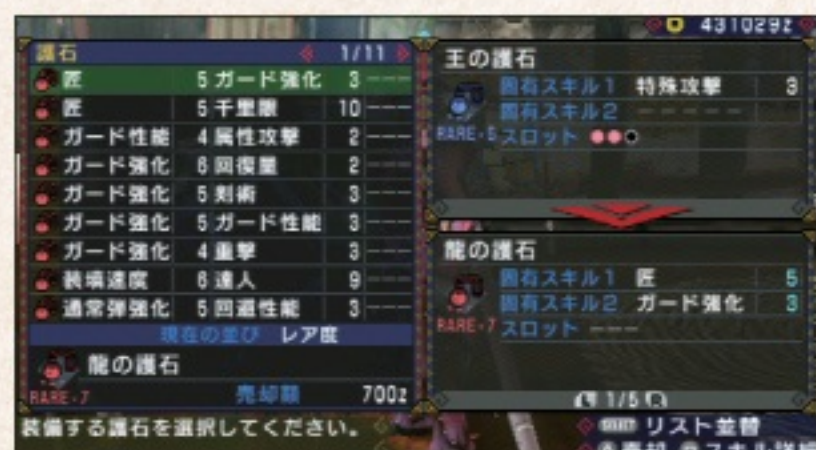 431029z
護石 1/11
匠 5 ガード強化 3 ---
匠 5 千里眼 10 ---
ガード性能 4 属性攻撃 2 ---
ガード強化 6 回復量 2 ---
ガード強化 5 剣術 3 ---
ガード強化 5 ガード性能 3 ---
ガード強化 4 重撃 3 ---
装填速度 6 達人 9 ---
通常弾強化 5 回避性能 3 ---
現在の並び レア度
龍の護石
RARE-7 売却額 700z
装備する護石を選択してください。
王の護石
固有スキル1 特殊攻撃 3
固有スキル2 -----
RARE-5 スロット
龍の護石
固有スキル1 匠 5
固有スキル2 ガード強化 3
RARE-7 スロット ---
L 1/5 R
リスト並替